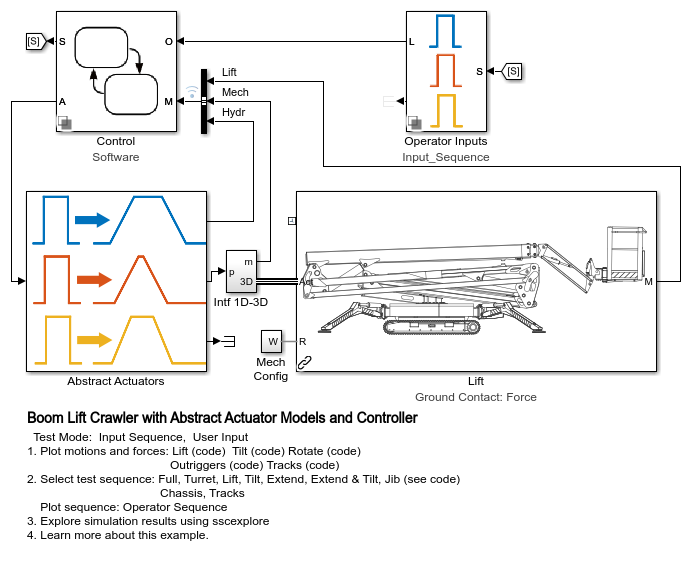 [S]
S
O
A
M
Control
Software
Lift
Mech
Hydr
L
S
[S]
Operator Inputs
Input_Sequence
Abstract Actuators
m
p
3D
Intf 1D-3D
W
Mech
Config
Act
R
M
Lift
Ground Contact: Force
Boom Lift Crawler with Abstract Actuator Models and Controller
Test Mode: Input Sequence, User Input
1. Plot motions and forces: Lift (code) Tilt (code) Rotate (code)
Outriggers (code) Tracks (code)
2. Select test sequence: Full, Turret, Lift, Tilt, Extend, Extend & Tilt, Jib (see code)
Chassis, Tracks
Plot sequence: Operator Sequence
3. Explore simulation results using sscexplore
4. Learn more about this example.